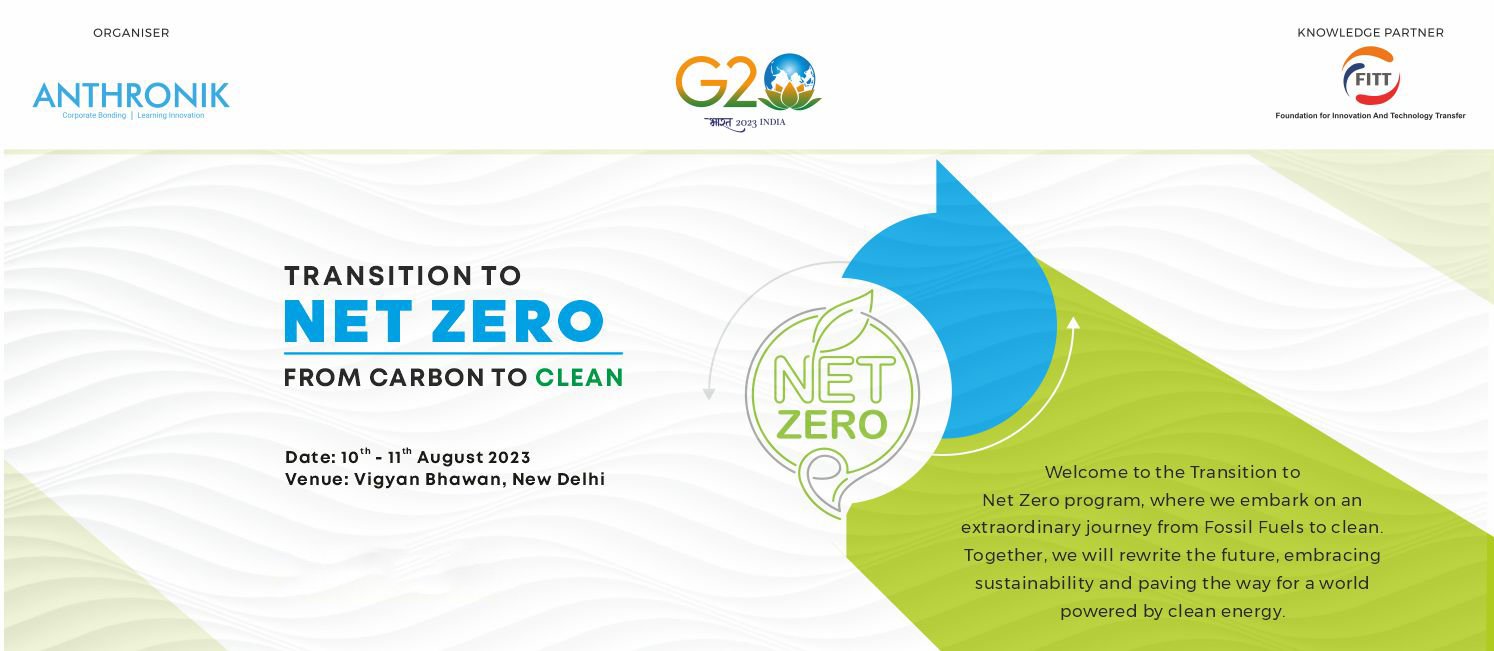 ORGANISER
ANTHRONIK
Corporate Bonding | Learning Innovation
G20
भारत 2023 INDIA
KNOWLEDGE PARTNER
FITT
Foundation for Innovation And Technology Transfer
TRANSITION TO
NET ZERO
FROM CARBON TO CLEAN
Date: 10th - 11th August 2023
Venue: Vigyan Bhawan, New Delhi
NET
ZERO
Welcome to the Transition to
Net Zero program, where we embark on an
extraordinary journey from Fossil Fuels to clean.
Together, we will rewrite the future, embracing
sustainability and paving the way for a world
powered by clean energy.